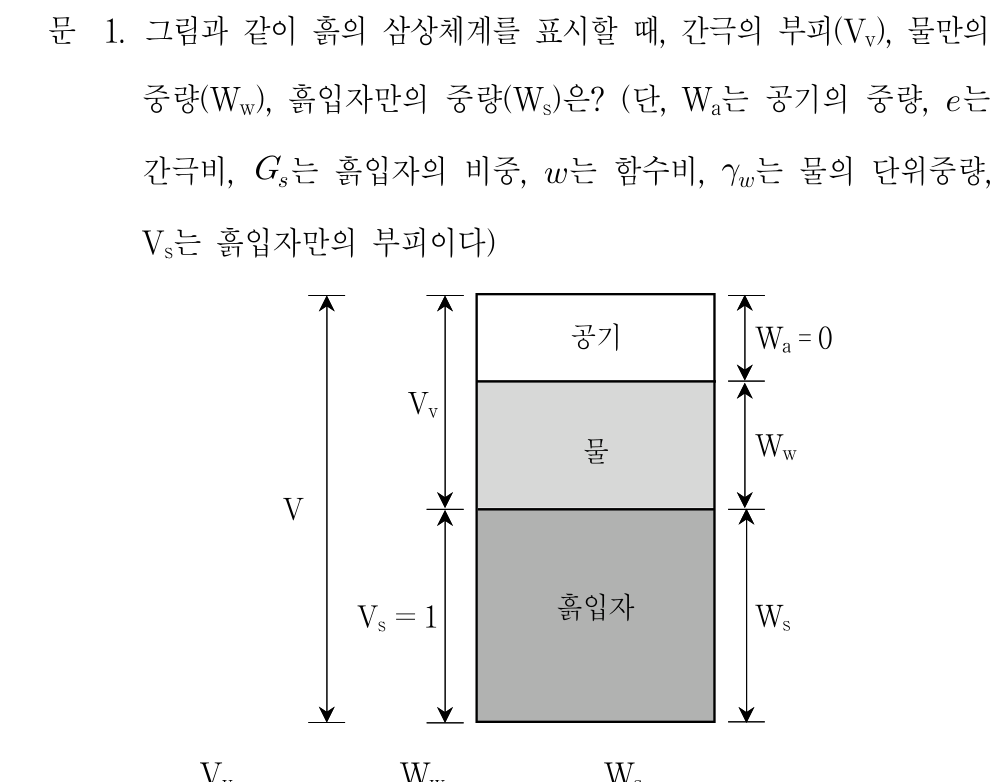 문 1. 그림과 같이 흙의 삼상체계를 표시할 때, 간극의 부피(Vv), 물만의
중량(Ww), 흙입자만의 중량(Ws)은? (단, Wa는 공기의 중량, e는
간극비, Gs는 흙입자의 비중, w는 함수비, γw는 물의 단위중량,
Vs는 흙입자만의 부피이다)
공기
Wa = 0
Vv
물
Ww
V
Vs = 1
흙입자
Ws
Vv Ww Ws